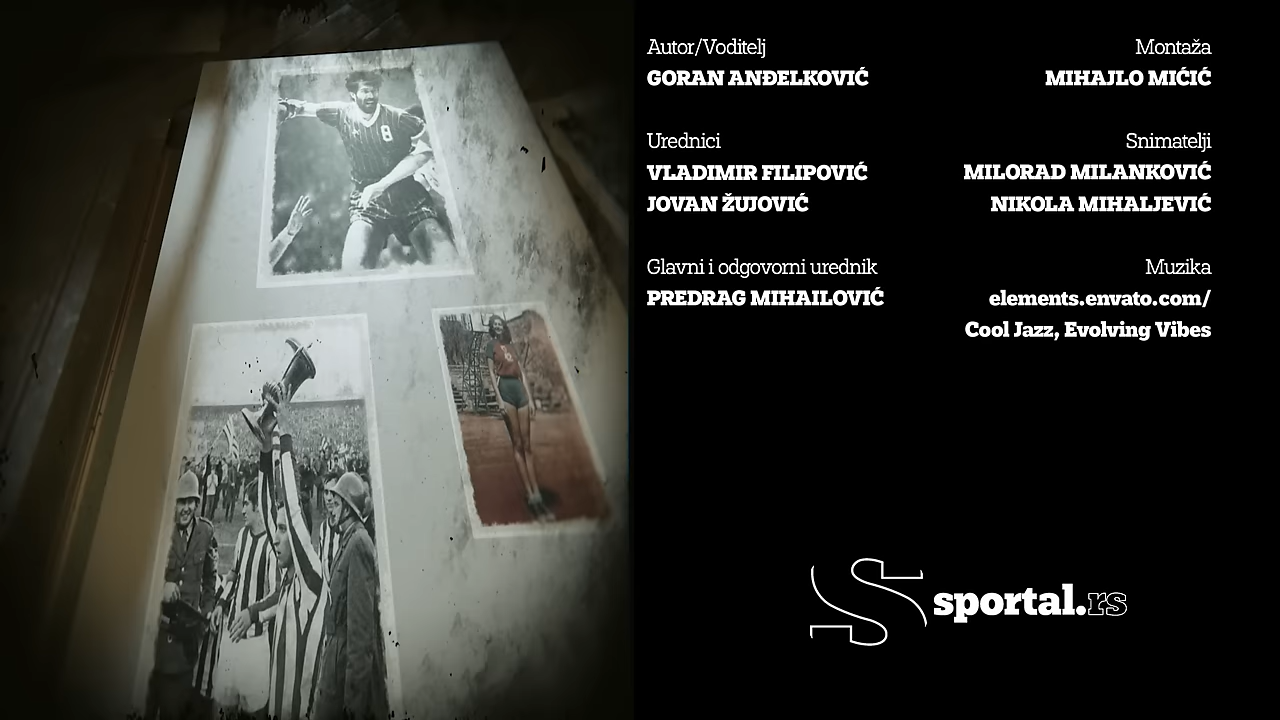 Autor/Voditelj
GORAN ANĐELKOVIĆ
Urednici
VLADIMIR FILIPOVIĆ
JOVAN ŽUJOVIĆ
Glavni i odgovorni urednik
PREDRAG MIHAILOVIĆ
Montaža
MIHAJLO MIĆIĆ
Snimatelji
MILORAD MILANKOVIĆ
NIKOLA MIHALJEVIĆ
Muzika
elements.envato.com/
Cool Jazz, Evolving Vibes
8
S sportal.rs